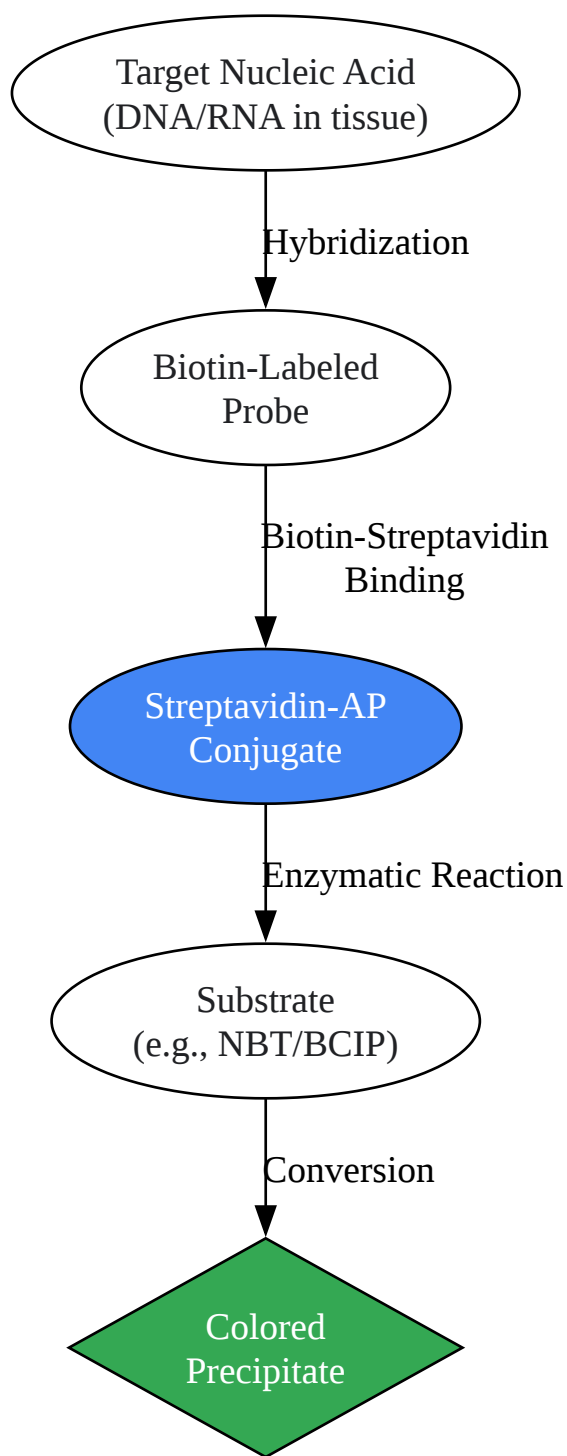 Target Nucleic Acid
(DNA/RNA in tissue)
Hybridization
Biotin-Labeled
Probe
Biotin-Streptavidin
Binding
Streptavidin-AP
Conjugate
Enzymatic Reaction
Substrate
(e.g., NBT/BCIP)
Conversion
Colored
Precipitate